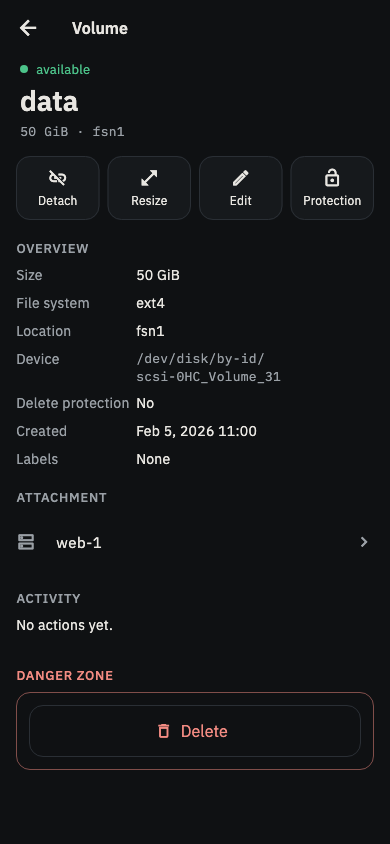 Volume
available
data
50 GiB · fsn1
Detach
Resize
Edit
Protection
OVERVIEW
Size 50 GiB
File system ext4
Location fsn1
Device /dev/disk/by-id/
scsi-0HC_Volume_31
Delete protection No
Created Feb 5, 2026 11:00
Labels None
ATTACHMENT
web-1
ACTIVITY
No actions yet.
DANGER ZONE
Delete